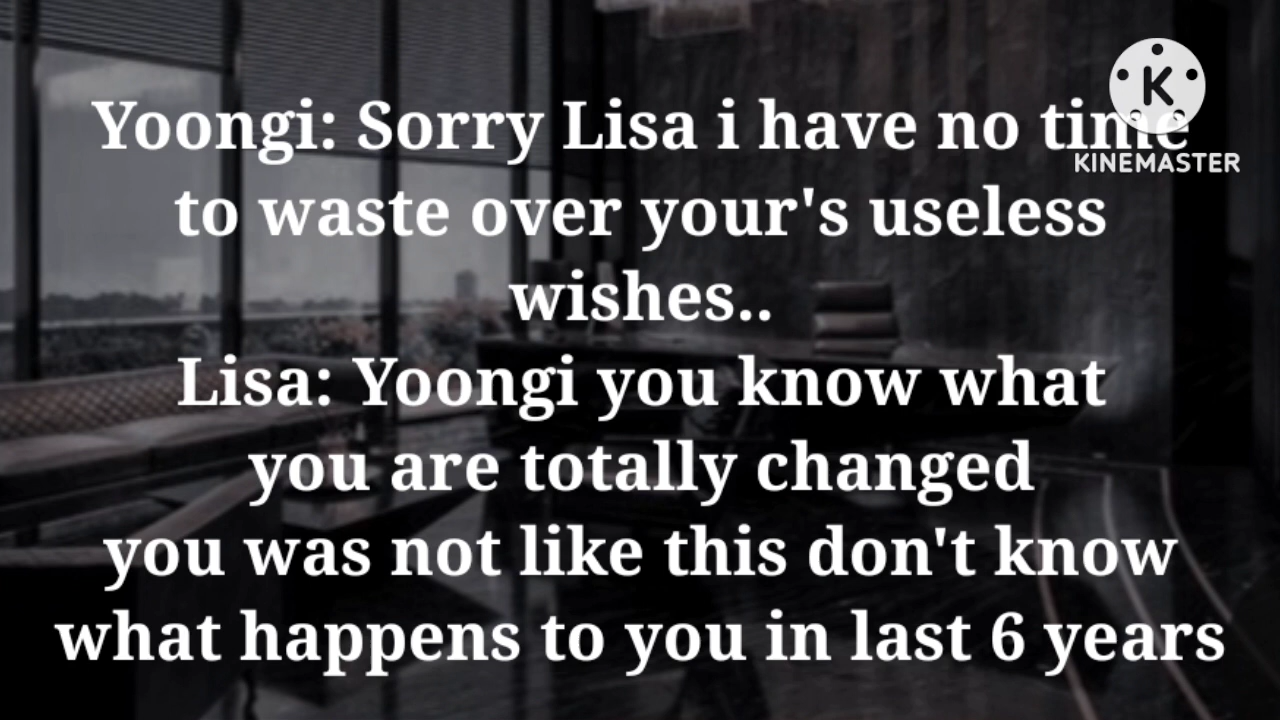 Yoongi: Sorry Lisa i have no time
to waste over your's useless
wishes..
Lisa: Yoongi you know what
you are totally changed
you was not like this don't know
what happens to you in last 6 years
K
KINEMASTER